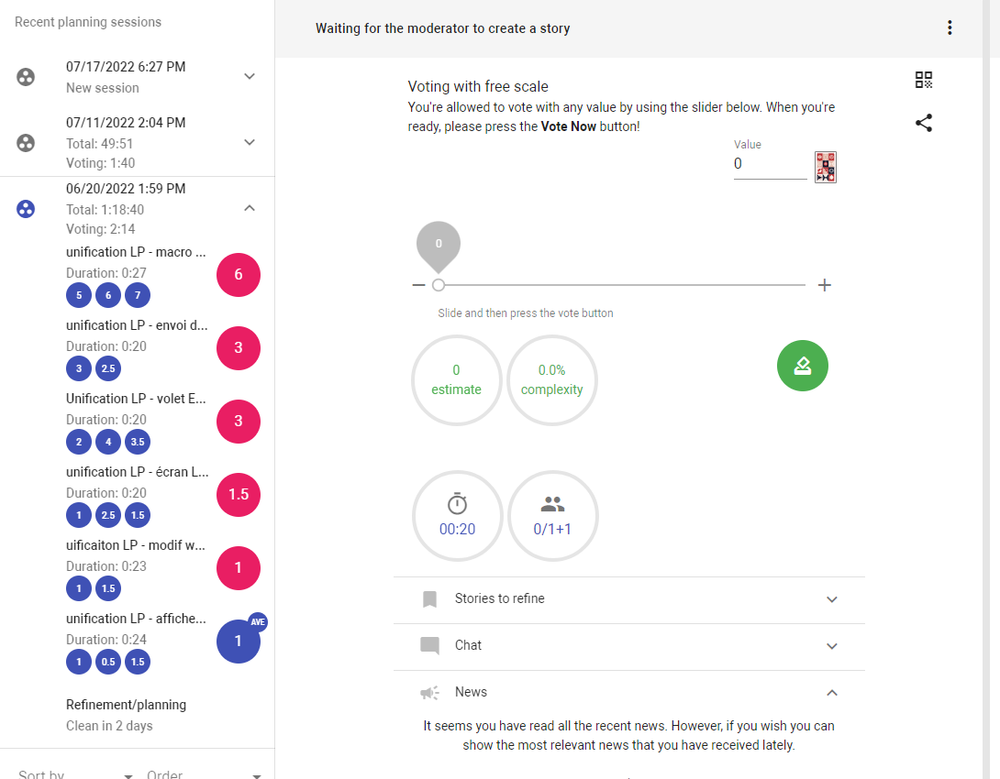 Recent planning sessions
07/17/2022 6:27 PM
New session
07/11/2022 2:04 PM
Total: 49:51
Voting: 1:40
06/20/2022 1:59 PM
Total: 1:18:40
Voting: 2:14
unification LP - macro ...
Duration: 0:27
5 6 7
6
unification LP - envoi d...
Duration: 0:20
3 2.5
3
Unification LP - volet E...
Duration: 0:20
2 4 3.5
3
unification LP - écran L...
Duration: 0:20
1 2.5 1.5
1.5
uificaiton LP - modif w...
Duration: 0:23
1 1.5
1
unification LP - affiche...
Duration: 0:24
1 0.5 1.5
AVE
1
Refinement/planning
Clean in 2 days
Sort by Order
Waiting for the moderator to create a story
Voting with free scale
You're allowed to vote with any value by using the slider below. When you're
ready, please press the Vote Now button!
Value
0
0
Slide and then press the vote button
0
estimate
0.0%
complexity
00:20
0/1+1
Stories to refine
Chat
News
It seems you have read all the recent news. However, if you wish you can
show the most relevant news that you have received lately.